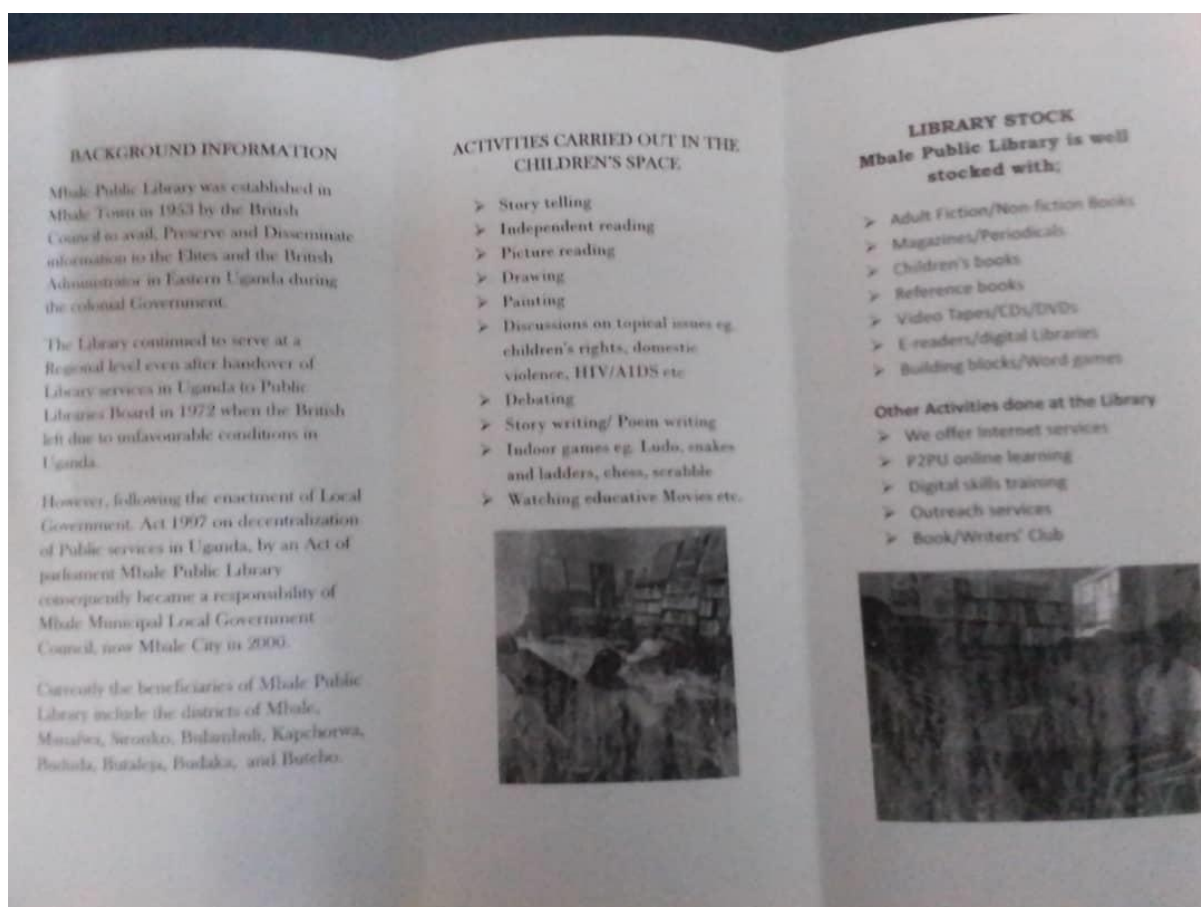 BACKGROUND INFORMATION
Mbale Public Library was established in
Mbale Town in 1953 by the British
Council to avail, Preserve and Disseminate
information to the Elites and the British
Administrator in Eastern Uganda during
the colonial Government.
The Library continued to serve at a
Regional level even after handover of
Library services in Uganda to Public
Libraries Board in 1972 when the British
left due to unfavourable conditions in
Uganda.
However, following the enactment of Local
Government. Act 1997 on decentralization
of Public services in Uganda, by an Act of
parliament Mbale Public Library
consequently became a responsibility of
Mbale Municipal Local Government
Council, now Mbale City in 2000.
Currently the beneficiaries of Mbale Public
Library include the districts of Mbale,
Manafwa, Sironko, Bulambuli, Kapchorwa,
Bududa, Butaleja, Budaka, and Butebo.
ACTIVITIES CARRIED OUT IN THE
CHILDREN'S SPACE
➢ Story telling
➢ Independent reading
➢ Picture reading
➢ Drawing
➢ Painting
➢ Discussions on topical issues eg.
children's rights, domestic
violence, HIV/AIDS etc
➢ Debating
➢ Story writing/ Poem writing
➢ Indoor games eg. Ludo, snakes
and ladders, chess, scrabble
➢ Watching educative Movies etc.
LIBRARY STOCK
Mbale Public Library is well
stocked with;
➢ Adult Fiction/Non-fiction Books
➢ Magazines/Periodicals
➢ Children's books
➢ Reference books
➢ Video Tapes/CDs/DVDs
➢ E-readers/digital Libraries
➢ Building blocks/Word games
Other Activities done at the Library
➢ We offer Internet services
➢ P2PU online learning
➢ Digital skills training
➢ Outreach services
➢ Book/Writers' Club